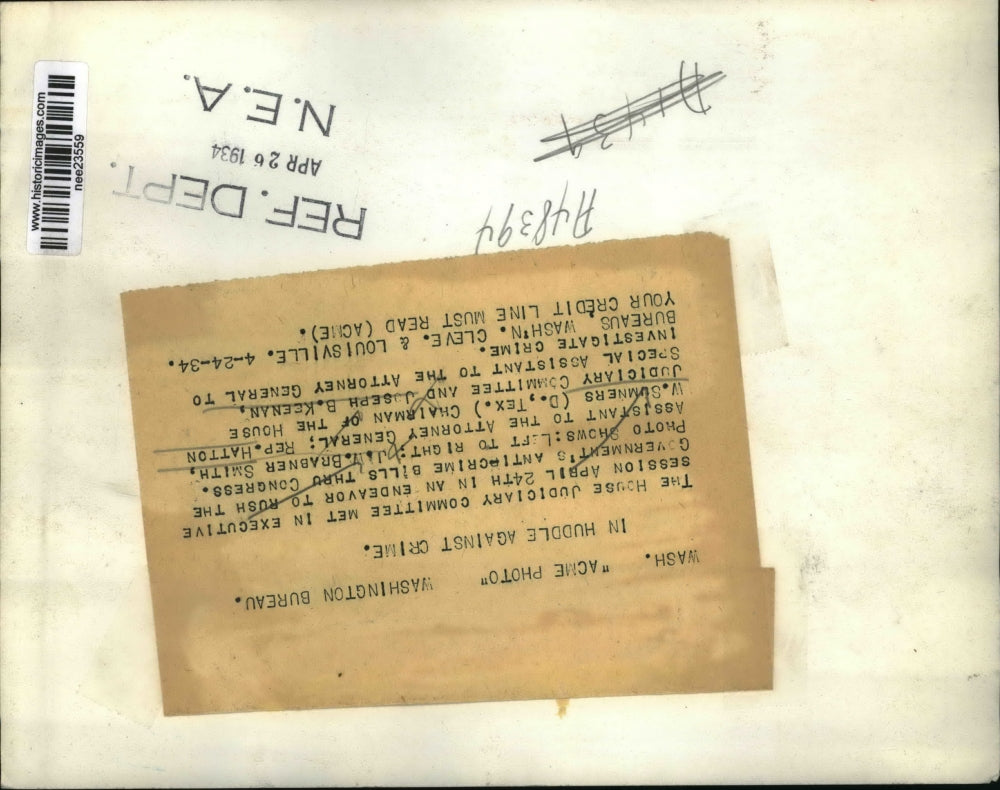 WASH. "ACME PHOTO" WASHINGTON BUREAU.
IN HUDDLE AGAINST CRIME.
THE HOUSE JUDICIARY COMMITTEE MET IN EXECUTIVE
SESSION APRIL 24TH IN AN ENDEAVOR TO RUSH THE
GOVERNMENT'S ANTICRIME BILLS THRU CONGRESS.
PHOTO SHOWS: LEFT TO RIGHT: J.W. BRABNER SMITH,
ASSISTANT TO THE ATTORNEY GENERAL; REP. HATTON
W. SUMNERS (D., TEX.) CHAIRMAN OF THE HOUSE
JUDICIARY COMMITTEE AND JOSEPH B. KEENAN,
SPECIAL ASSISTANT TO THE ATTORNEY GENERAL TO
INVESTIGATE CRIME.
BUREAUS. WASH'N. CLEVE. & LOUISVILLE. 4-24-34.
YOUR CREDIT LINE MUST READ (ACME).
A48394
REF. DEPT.
APR 26 1934
N.E.A.
www.historicimages.com
nee23559